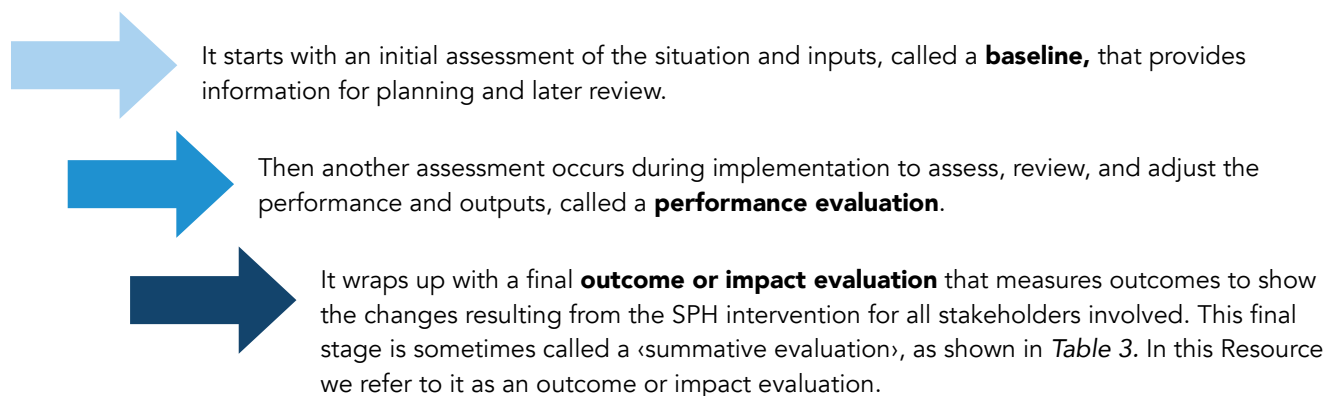 It starts with an initial assessment of the situation and inputs, called a baseline, that provides
information for planning and later review.
Then another assessment occurs during implementation to assess, review, and adjust the
performance and outputs, called a performance evaluation.
It wraps up with a final outcome or impact evaluation that measures outcomes to show
the changes resulting from the SPH intervention for all stakeholders involved. This final
stage is sometimes called a ‹summative evaluation›, as shown in Table 3. In this Resource
we refer to it as an outcome or impact evaluation.